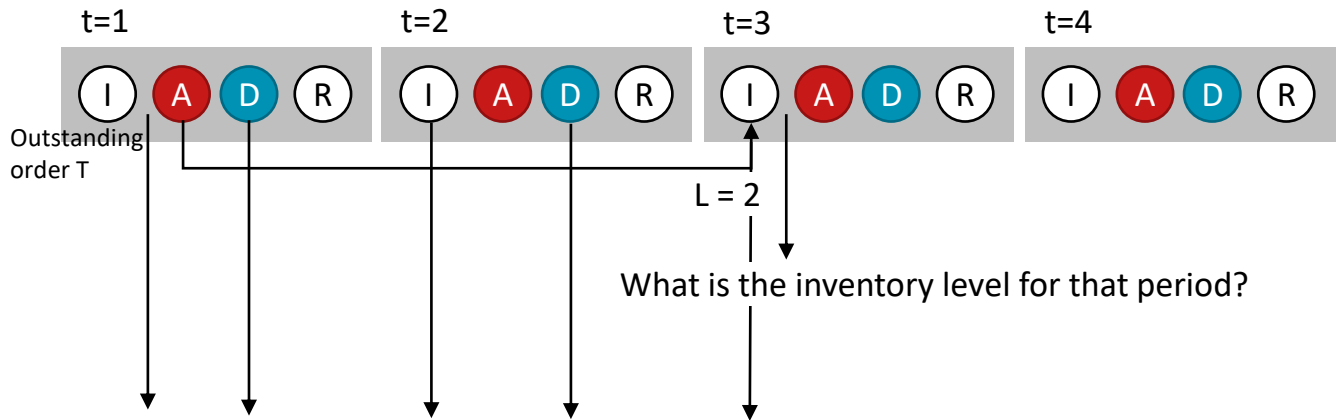 t=1 t=2 t=3 t=4
I A D R I A D R I A D R I A D R
Outstanding
order T
L = 2
What is the inventory level for that period?